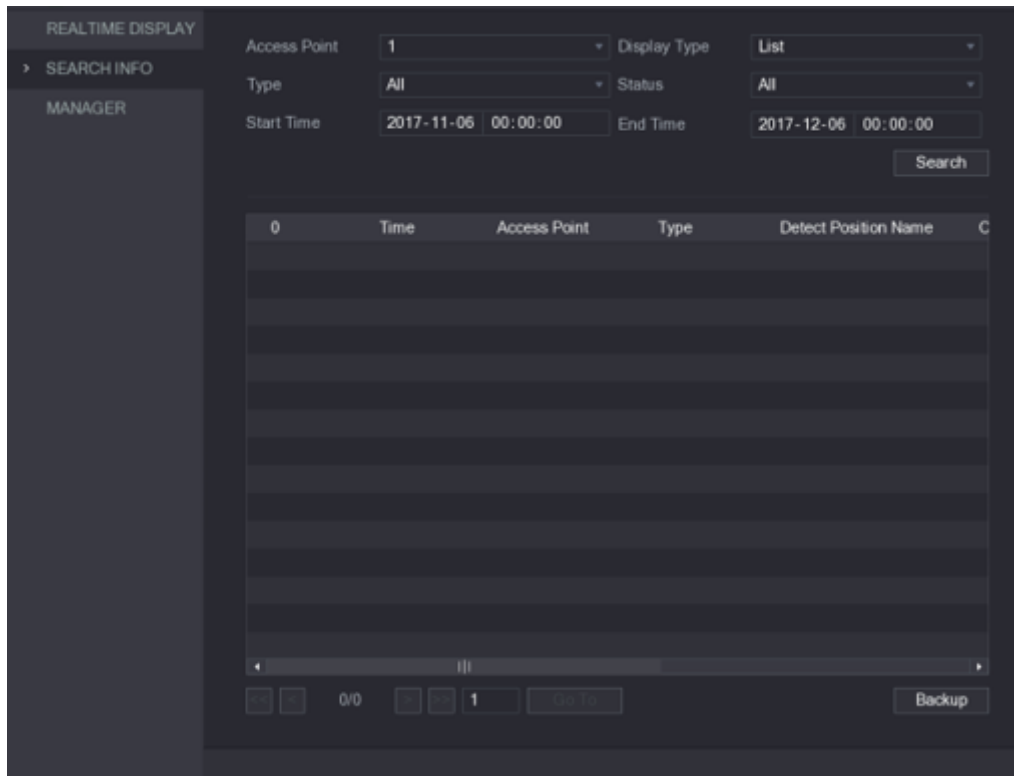 REALTIME DISPLAY
SEARCH INFO
MANAGER
Access Point 1 Display Type List
Type All Status All
Start Time 2017-11-06 00:00:00 End Time 2017-12-06 00:00:00
Search
0 Time Access Point Type Detect Position Name C
<< < 0/0 > >> 1 Go To Backup